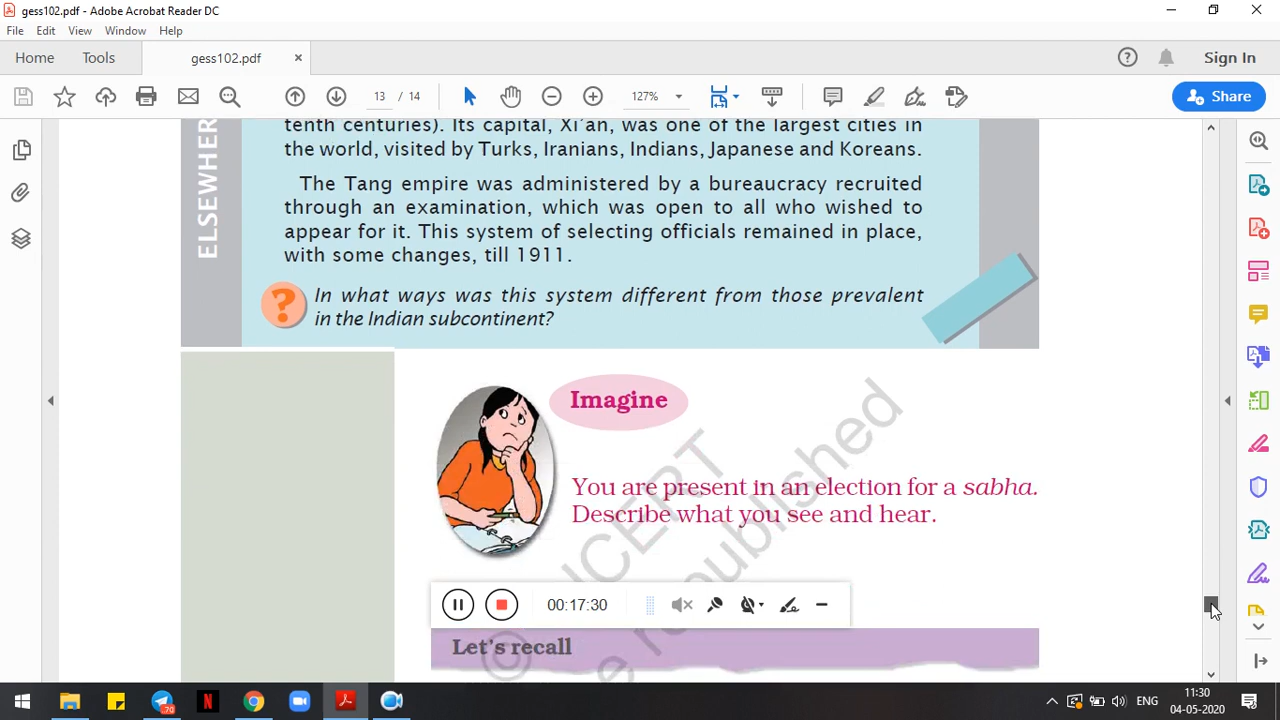 gess102.pdf - Adobe Acrobat Reader DC
File Edit View Window Help
Home Tools gess102.pdf × Sign In
13 / 14 127% Share
ELSEWHER
tenth centuries). Its capital, Xi'an, was one of the largest cities in
the world, visited by Turks, Iranians, Indians, Japanese and Koreans.
The Tang empire was administered by a bureaucracy recruited
through an examination, which was open to all who wished to
appear for it. This system of selecting officials remained in place,
with some changes, till 1911.
?
In what ways was this system different from those prevalent
in the Indian subcontinent?
Imagine
You are present in an election for a sabha.
Describe what you see and hear.
00:17:30
Let's recall
© NCERT
republished
70
N
ENG
11:30
04-05-2020